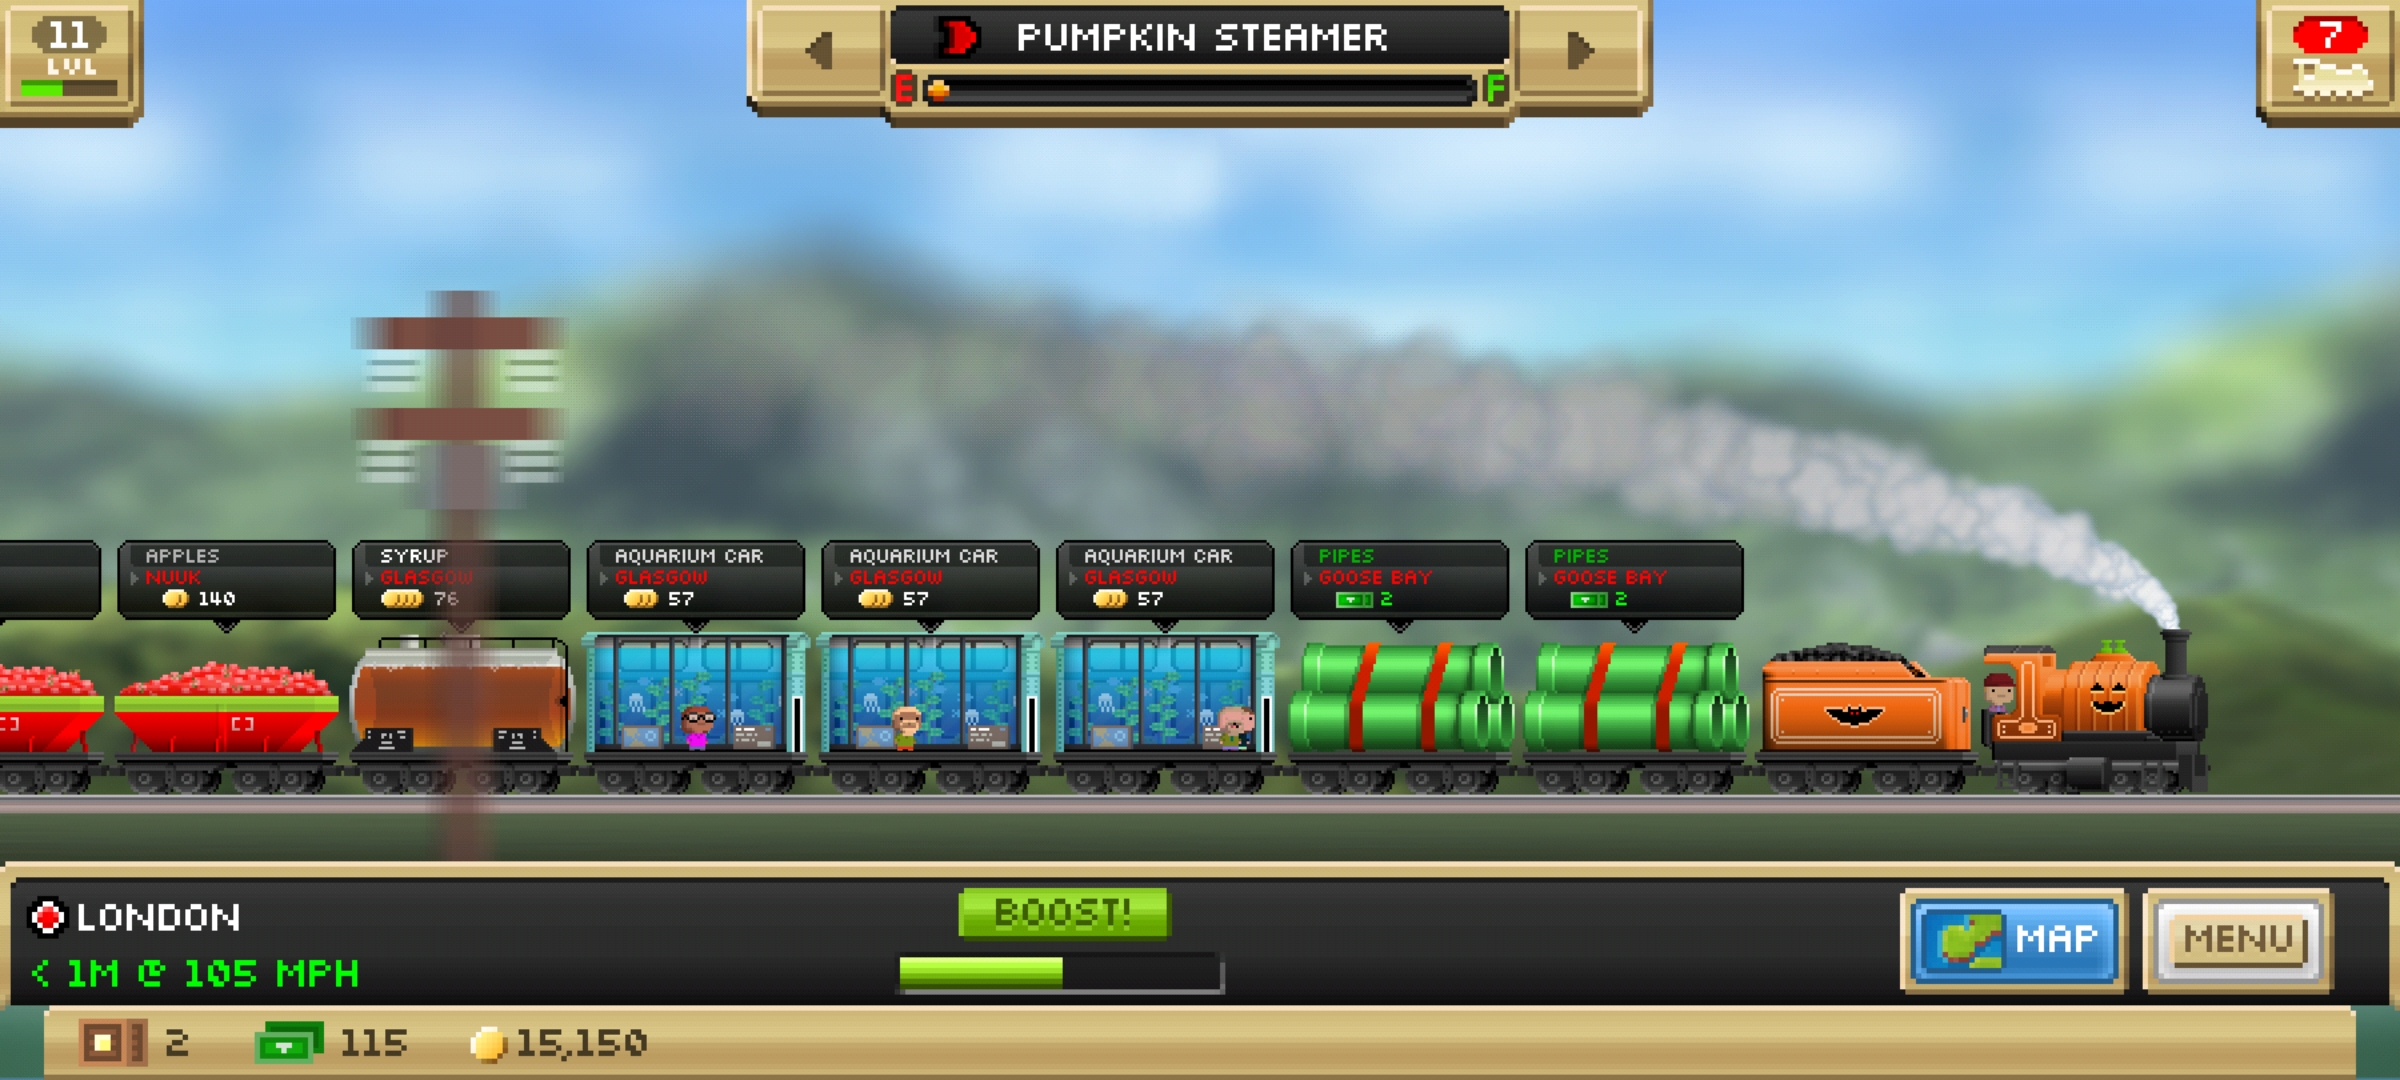 11
LVL
PUMPKIN STEAMER
E
F
7
APPLES
NUUK
140
SYRUP
GLASGOW
76
AQUARIUM CAR
GLASGOW
57
AQUARIUM CAR
GLASGOW
57
AQUARIUM CAR
GLASGOW
57
PIPES
GOOSE BAY
2
PIPES
GOOSE BAY
2
LONDON
< 1M @ 105 MPH
BOOST!
MAP
MENU
2
115
15,150